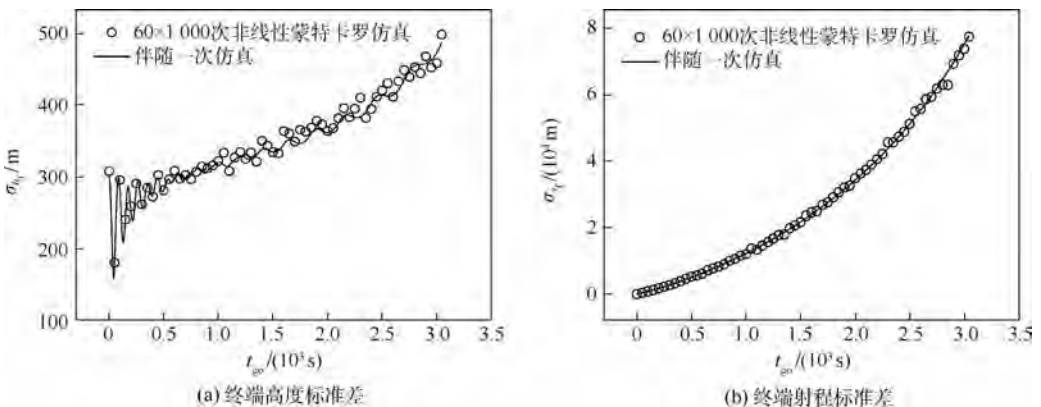 500
400
300
200
100
σ_{h_f}/m
60×1 000次非线性蒙特卡罗仿真
伴随一次仿真
0 0.5 1.0 1.5 2.0 2.5 3.0 3.5
t_{go}/(10³ s)
(a) 终端高度标准差
8
6
4
2
0
60×1 000次非线性蒙特卡罗仿真
伴随一次仿真
0 0.5 1.0 1.5 2.0 2.5 3.0 3.5
t_{go}/(10³ s)
(b) 终端射程标准差